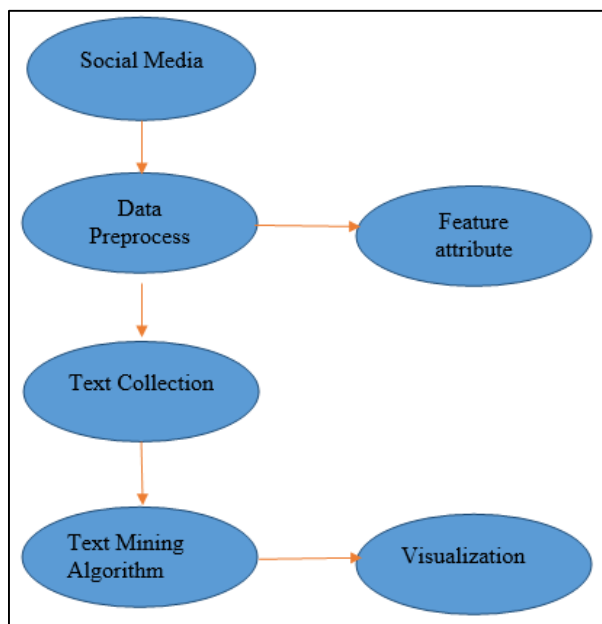 Social Media
Data
Preprocess
Feature
attribute
Text Collection
Text Mining
Algorithm
Visualization